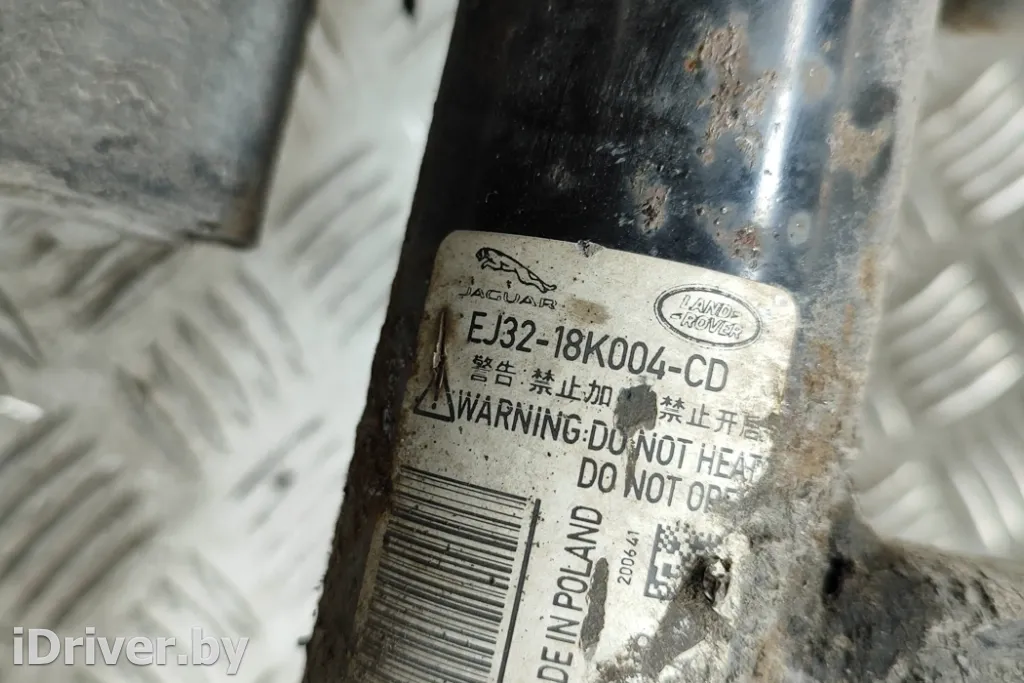 JAGUAR
LAND-
-ROVER
EJ32-18K004-CD
警告:禁止加 禁止开启
WARNING:DO NOT HEAT
DO NOT OPE
DE IN POLAND
200641
iDriver.by